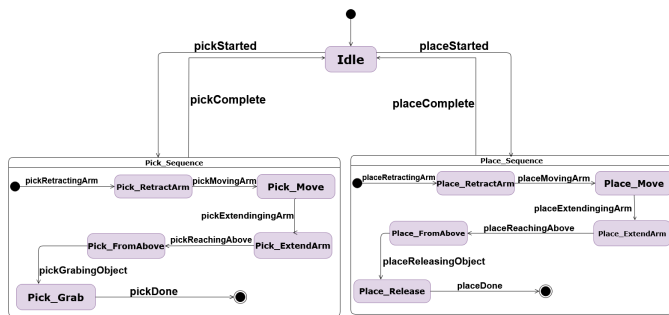 pickStarted
placeStarted
Idle
pickComplete
placeComplete
Pick_Sequence
pickRetractingArm
Pick_RetractArm
pickMovingArm
Pick_Move
pickExtendingingArm
Pick_FromAbove
pickReachingAbove
Pick_ExtendArm
pickGrabingObject
Pick_Grab
pickDone
Place_Sequence
placeRetractingArm
Place_RetractArm
placeMovingArm
Place_Move
placeExtendingingArm
Place_FromAbove
placeReachingAbove
Place_ExtendArm
placeReleasingObject
Place_Release
placeDone